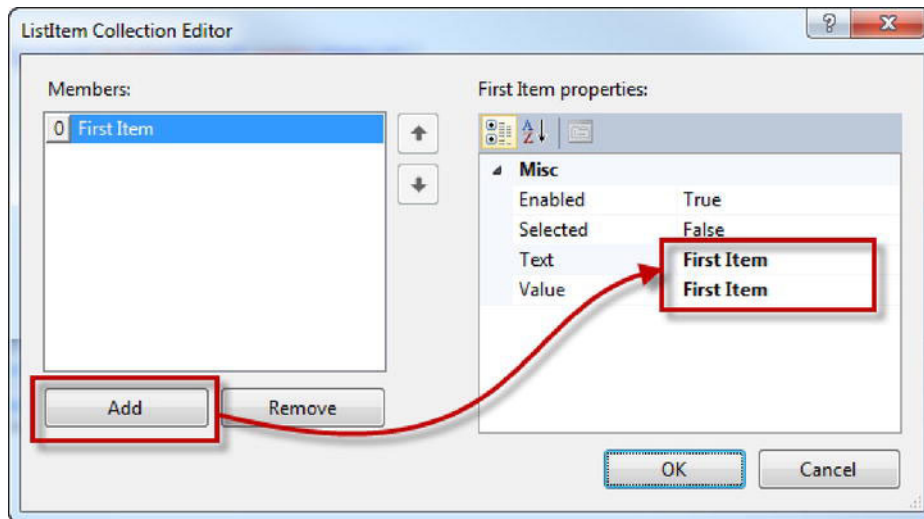 ListItem Collection Editor
Members:
0 First Item
Add
Remove
First Item properties:
Misc
Enabled True
Selected False
Text First Item
Value First Item
OK
Cancel